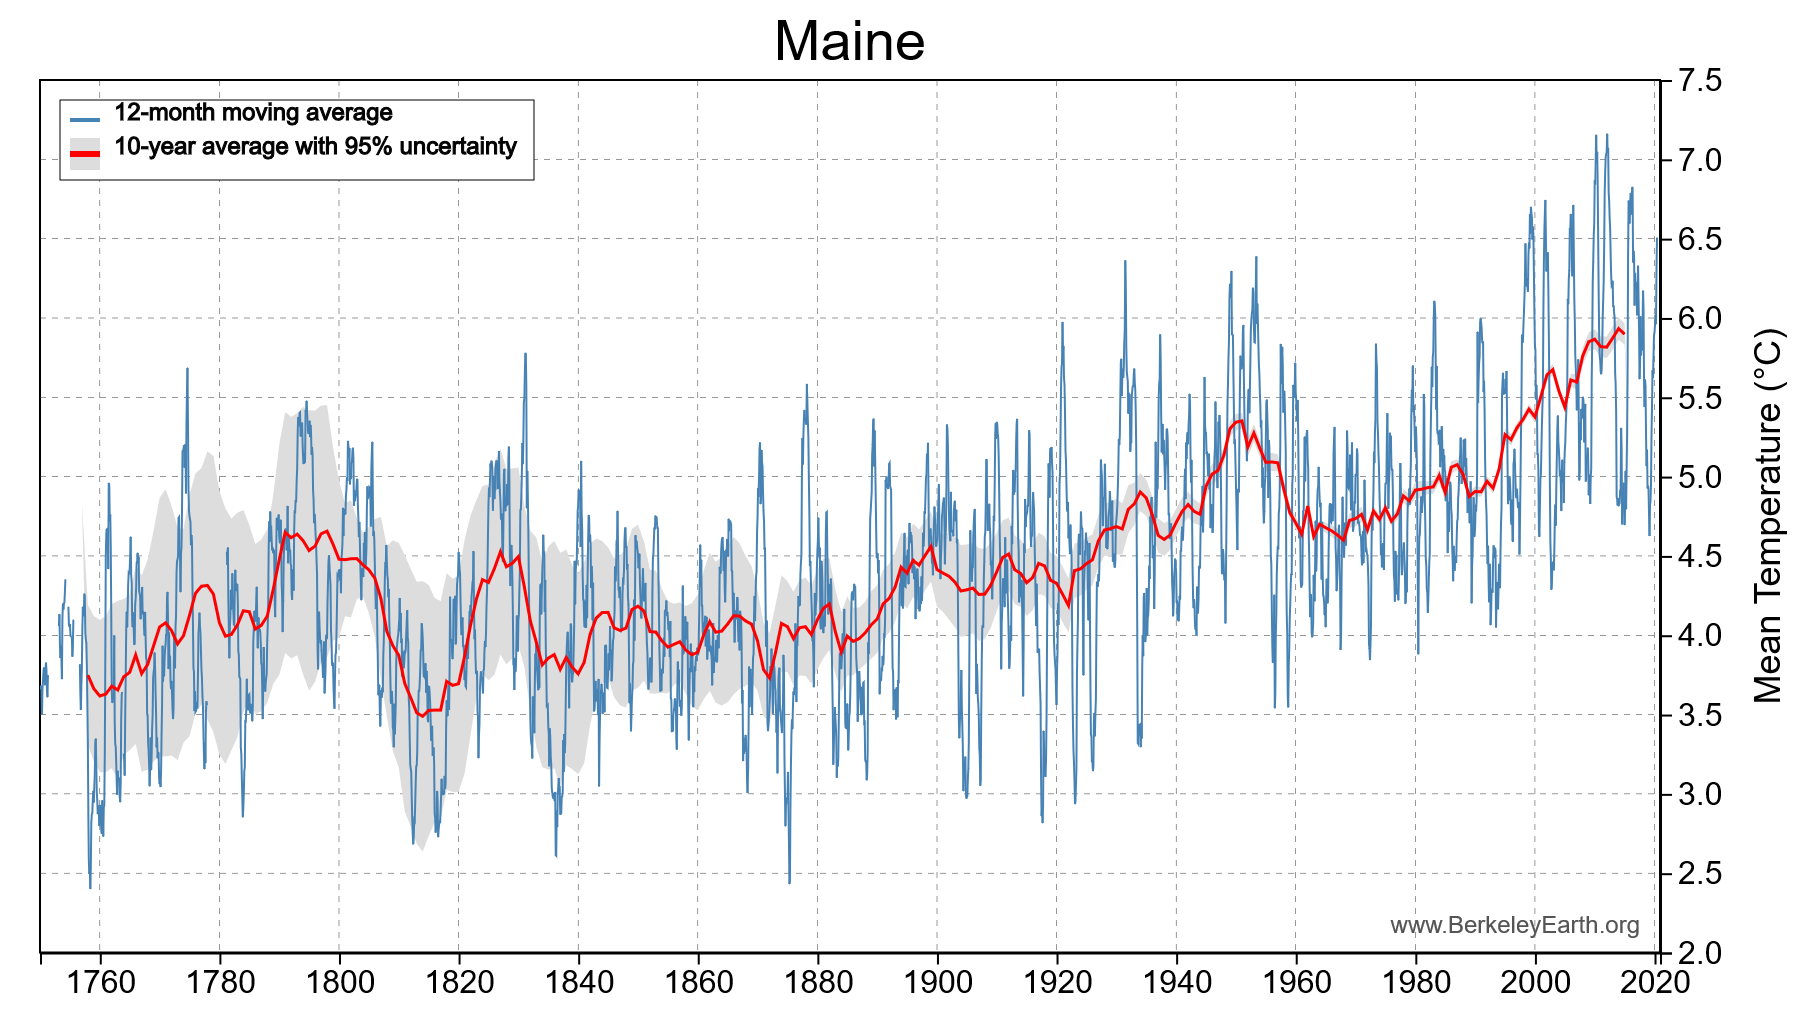 Maine
12-month moving average
10-year average with 95% uncertainty
7.5
7.0
6.5
6.0
5.5
5.0
4.5
4.0
3.5
3.0
2.5
2.0
Mean Temperature (°C)
www.BerkeleyEarth.org
1760 1780 1800 1820 1840 1860 1880 1900 1920 1940 1960 1980 2000 2020